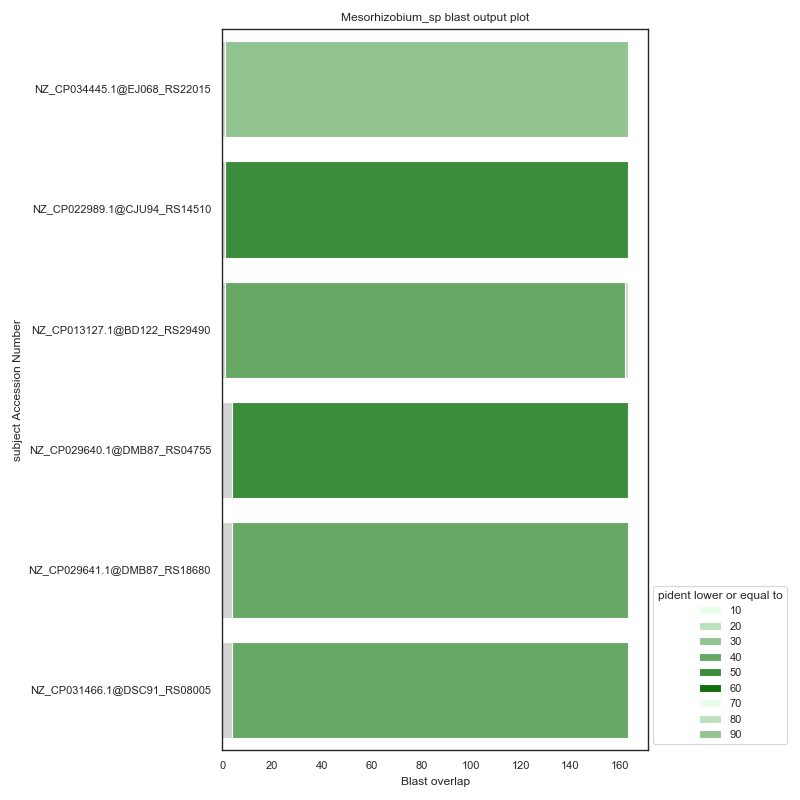 Mesorhizobium_sp blast output plot
NZ_CP034445.1@EJ068_RS22015
NZ_CP022989.1@CJU94_RS14510
NZ_CP013127.1@BD122_RS29490
NZ_CP029640.1@DMB87_RS04755
NZ_CP029641.1@DMB87_RS18680
NZ_CP031466.1@DSC91_RS08005
subject Accession Number
0 20 40 60 80 100 120 140 160
Blast overlap
pident lower or equal to
10
20
30
40
50
60
70
80
90